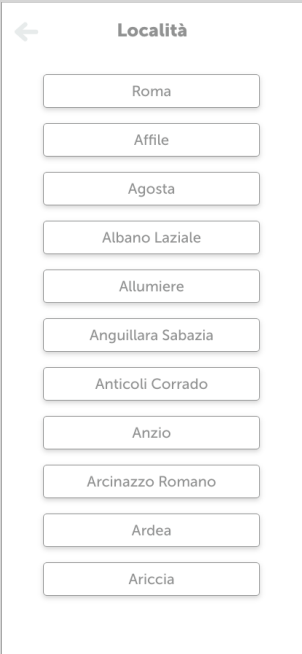 Località
Roma
Affile
Agosta
Albano Laziale
Allumiere
Anguillara Sabazia
Anticoli Corrado
Anzio
Arcinazzo Romano
Ardea
Ariccia